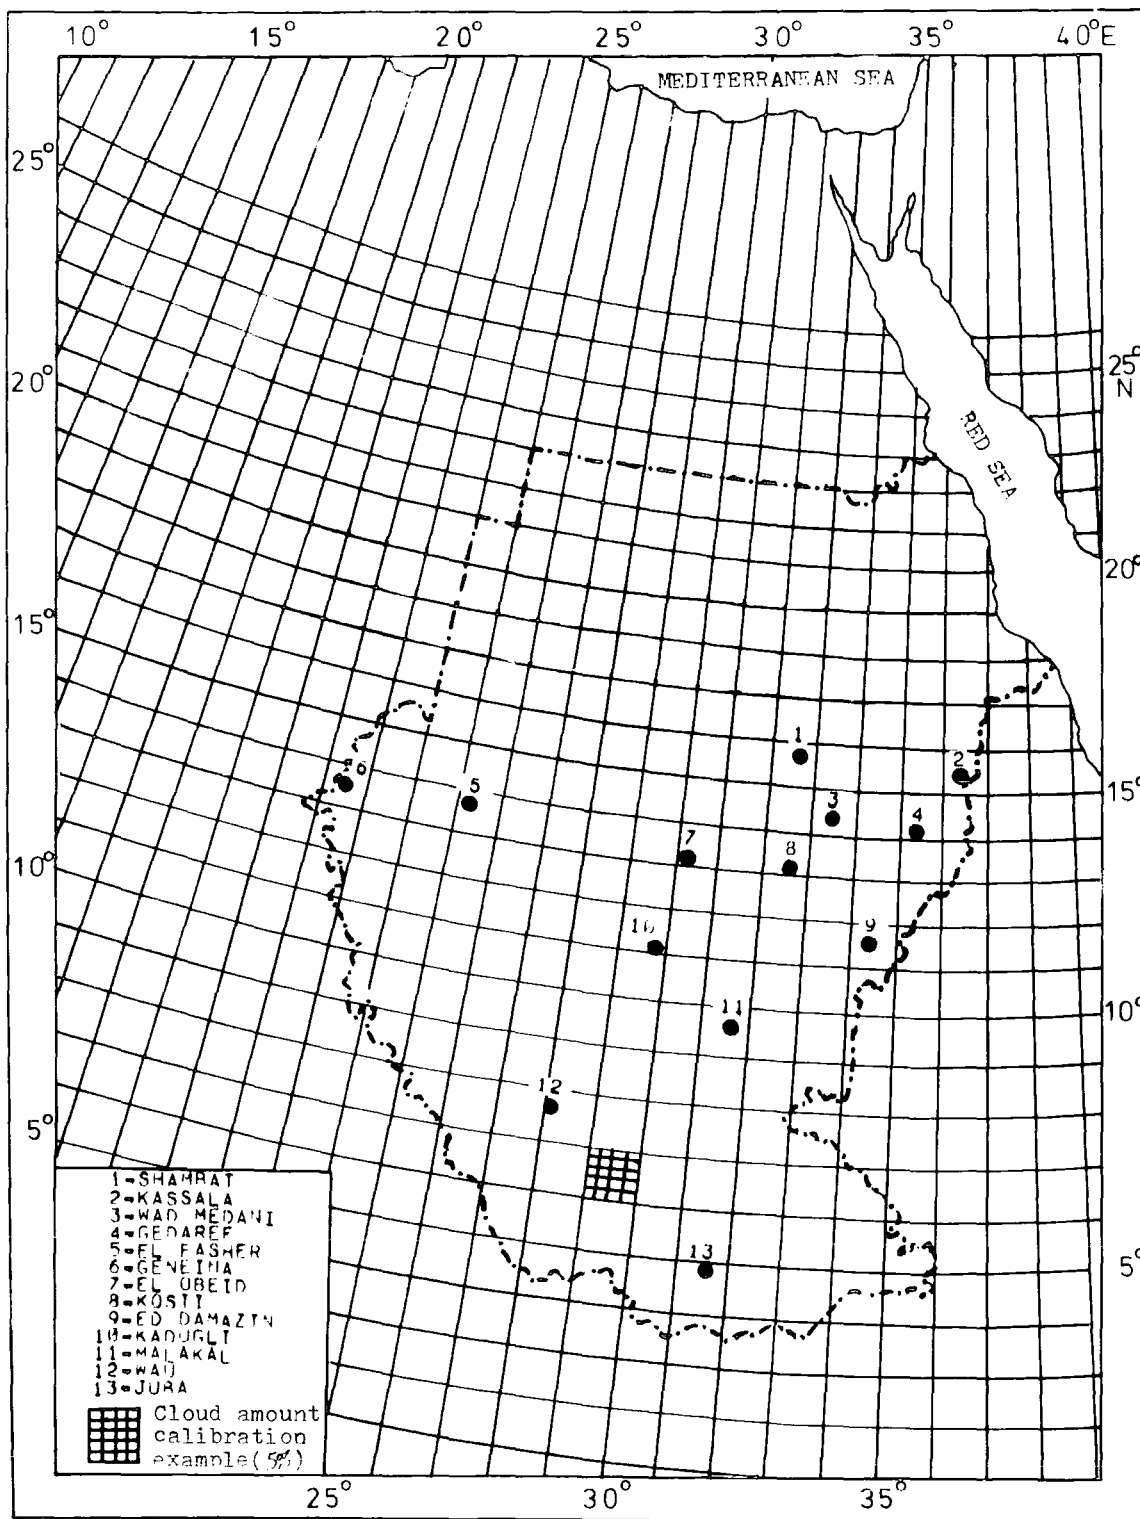 10° 15° 20° 25° 30° 35° 40°E
MEDITERRANEAN SEA
25°
25°
N
20°
RED SEA
20°
15°
1
2
6
5
3
4
15°
7
8
10°
10
9
11
10°
12
5°
13
5°
1=SHAMBAT
2=KASSALA
3=WAD MEDANI
4=GEDAREF
5=EL FASHER
6=GENEINA
7=EL OBEID
8=KOSTI
9=ED DAMAZIN
10=KADUGLI
11=MALAKAL
12=WAU
13=JUBA
Cloud amount
calibration
example
25° 30° 35°